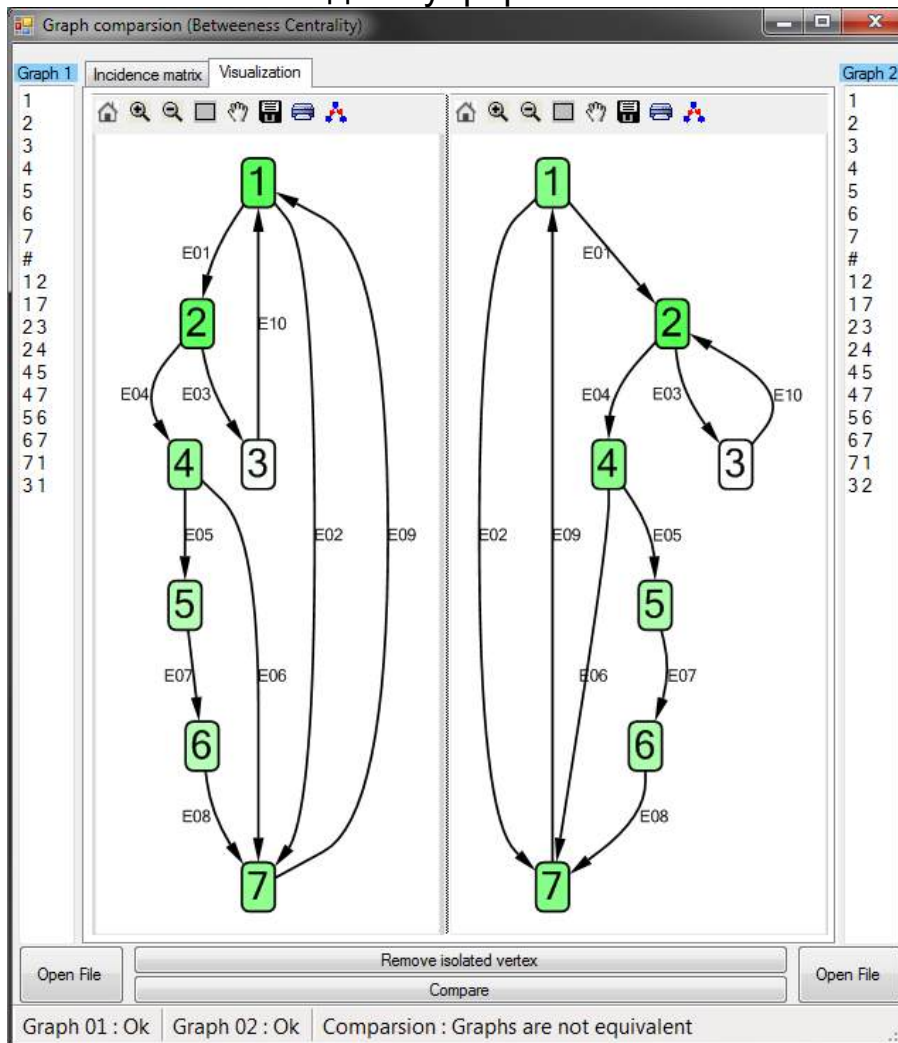 Graph comparsion (Betweeness Centrality)
Graph 1
1
2
3
4
5
6
7
#
1 2
1 7
2 3
2 4
4 5
4 7
5 6
6 7
7 1
3 1
Incidence matrix
Visualization
1
E01
2
E10
E04
E03
4
3
E05
E02
E09
5
E07
E06
6
E08
7
1
E01
2
E04
E03
E10
4
3
E02
E09
E05
5
E06
E07
6
E08
7
Graph 2
1
2
3
4
5
6
7
#
1 2
1 7
2 3
2 4
4 5
4 7
5 6
6 7
7 1
3 2
Open File
Remove isolated vertex
Compare
Open File
Graph 01 : Ok
Graph 02 : Ok
Comparsion : Graphs are not equivalent